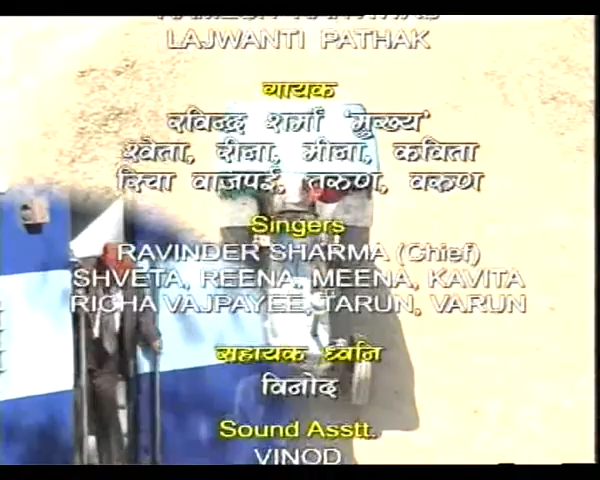 LAJWANTI PATHAK
गायक
रविन्द्र शर्मा 'मुख्य'
श्वेता, रीना, मीना, कविता
रिचा वाजपई, तरुण, वरुण
Singers
RAVINDER SHARMA (Chief)
SHVETA, REENA, MEENA, KAVITA
RICHA VAJPAYEE, TARUN, VARUN
सहायक ध्वनि
विनोद
Sound Asstt.
VINOD